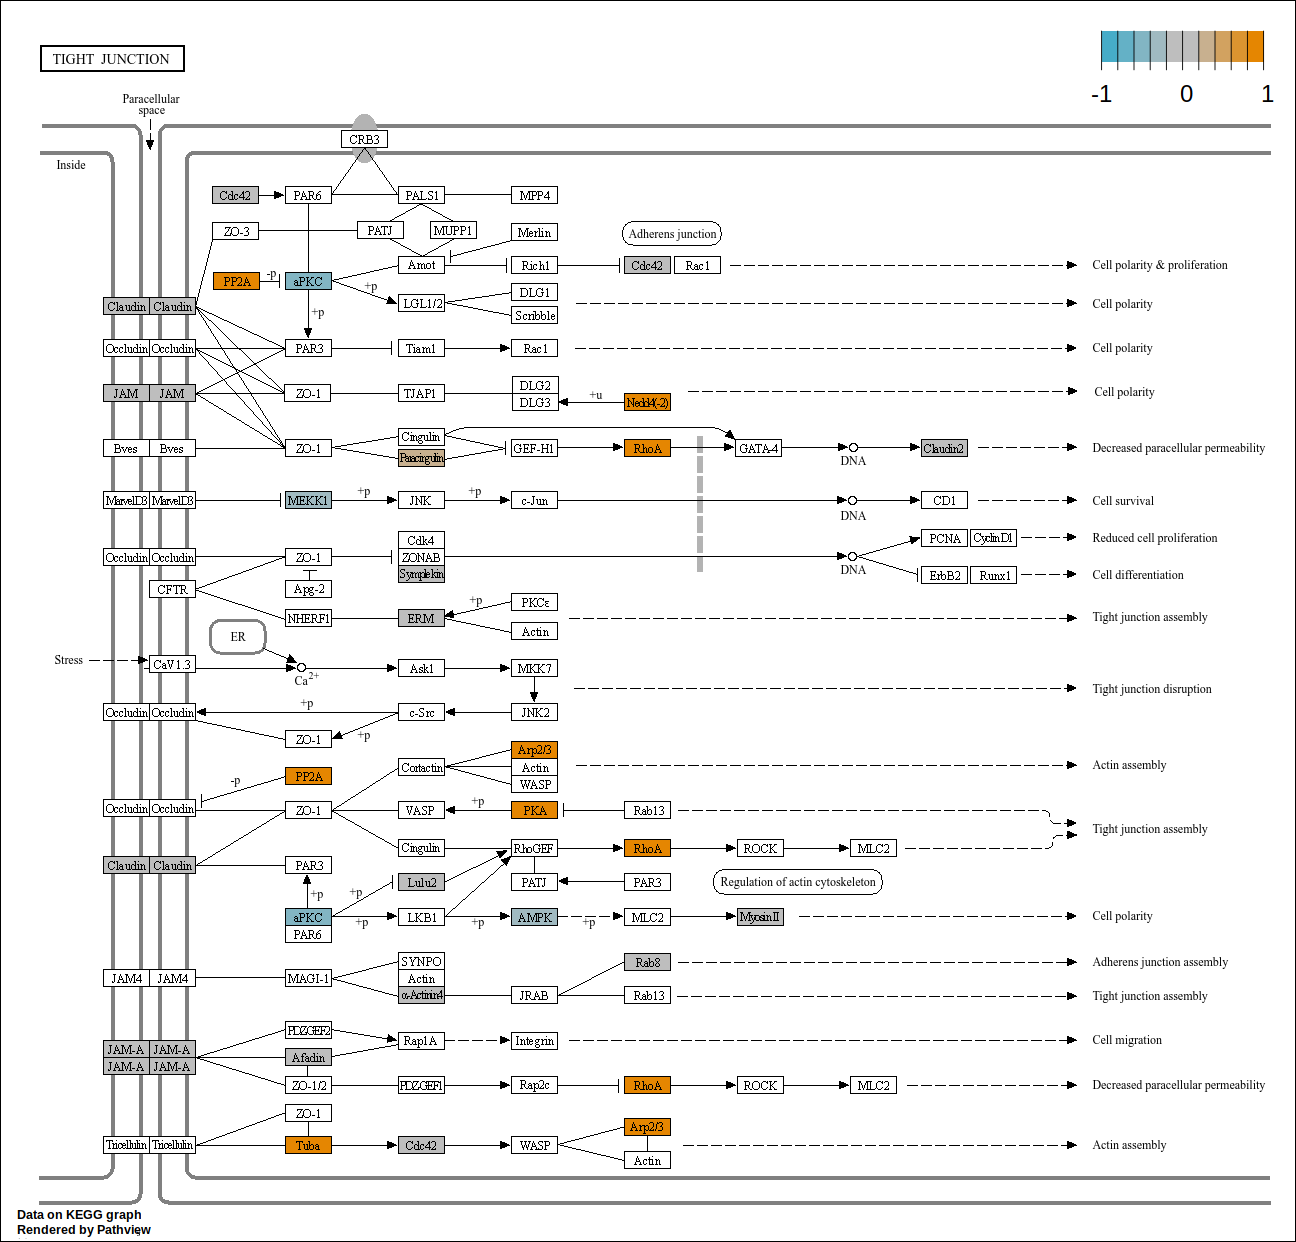 TIGHT JUNCTION
-1 0 1
Paracellular
space
Inside
CRB3
Cdc42 PAR6 PALS1 MPP4
ZO-3 PATJ MUPP1 Merlin Adherens junction
Amot Rich1 Cdc42 Rac1 Cell polarity & proliferation
PP2A -p aPKC +p
DLG1
Claudin Claudin LGL1/2 Cell polarity
+p Scribble
Occludin Occludin PAR3 Tiam1 Rac1 Cell polarity
DLG2
JAM JAM ZO-1 TJAP1 +u Cell polarity
DLG3 Nedd4(-2)
Cingulin
Bves Bves ZO-1 GEF-H1 RhoA GATA-4 Claudin2 Decreased paracellular permeability
Paracingulin DNA
MarvelD3 MarvelD3 MEKK1 +p JNK +p c-Jun CD1 Cell survival
DNA
Cdk4 PCNA CyclinD1 Reduced cell proliferation
Occludin Occludin ZO-1 ZONAB
Symplekin DNA ErbB2 Runx1 Cell differentiation
CFTR Apg-2
+p PKCε
NHERF1 ERM Tight junction assembly
Actin
ER
Stress CaV1.3 Ask1 MKK7
Ca2+
Tight junction disruption
+p
Occludin Occludin c-Src JNK2
ZO-1 +p
Arp2/3
Cortactin Actin Actin assembly
-p PP2A WASP
Occludin Occludin ZO-1 VASP +p PKA Rab13
Tight junction assembly
Cingulin RhoGEF RhoA ROCK MLC2
Claudin Claudin PAR3
Lulu2 PATJ PAR3 Regulation of actin cytoskeleton
+p +p
aPKC +p LKB1 +p AMPK +p MLC2 MyosinII Cell polarity
PAR6
SYNPO Rab8 Adherens junction assembly
JAM4 JAM4 MAGI-1 Actin
α-Actinin4 JRAB Rab13 Tight junction assembly
PDZGEF2
Rap1A Integrin Cell migration
JAM-A JAM-A Afadin
JAM-A JAM-A
ZO-1/2 PDZGEF1 Rap2c RhoA ROCK MLC2 Decreased paracellular permeability
ZO-1
Arp2/3
Tricellulin Tricellulin Tuba Cdc42 WASP Actin assembly
Actin
Data on KEGG graph
Rendered by Pathview